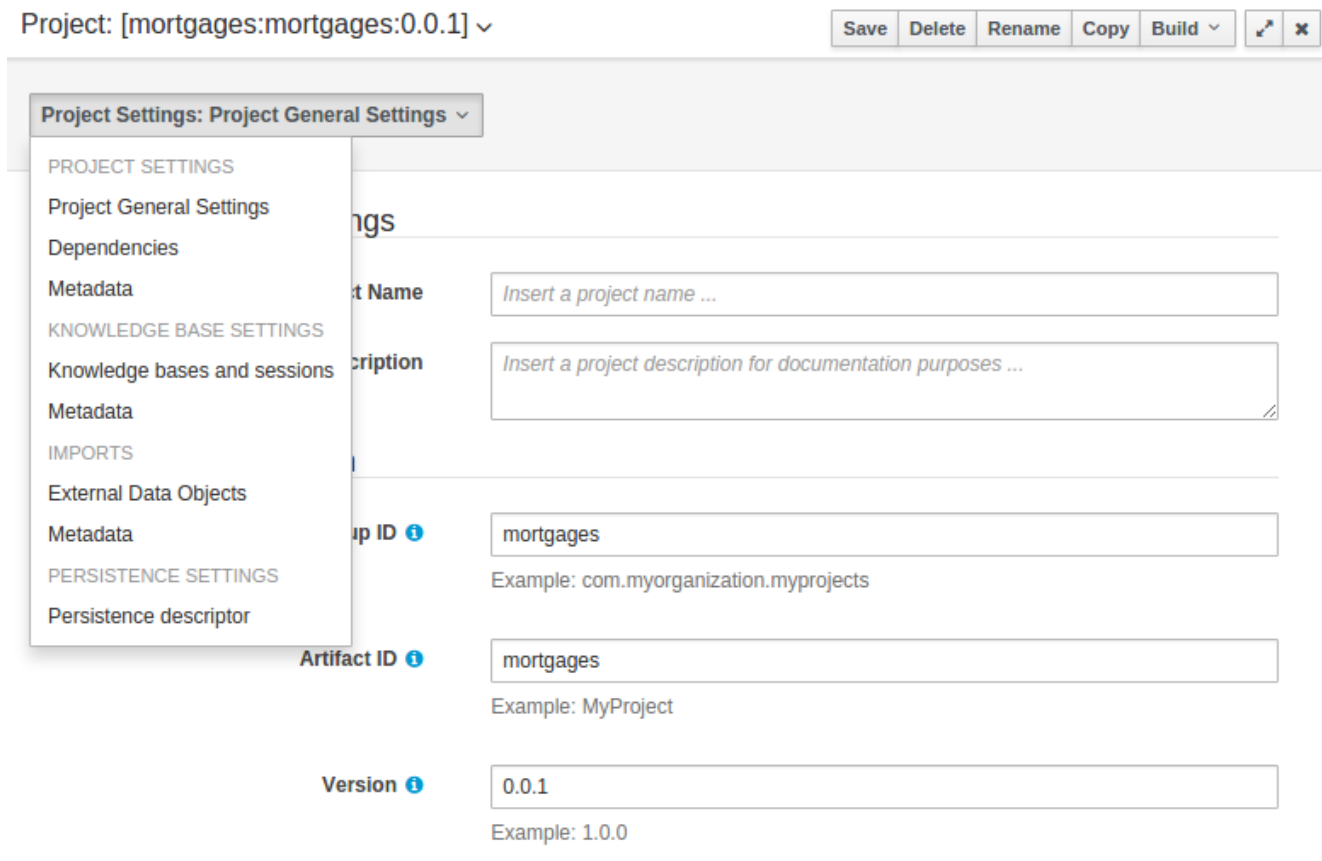 Project: [mortgages:mortgages:0.0.1]
Save Delete Rename Copy Build
Project Settings: Project General Settings
PROJECT SETTINGS
Project General Settings
Dependencies
Metadata
KNOWLEDGE BASE SETTINGS
Knowledge bases and sessions
Metadata
IMPORTS
External Data Objects
Metadata
PERSISTENCE SETTINGS
Persistence descriptor
Name
Insert a project name ...
Insert a project description for documentation purposes ...
ID
mortgages
Example: com.myorganization.myprojects
Artifact ID
mortgages
Example: MyProject
Version
0.0.1
Example: 1.0.0